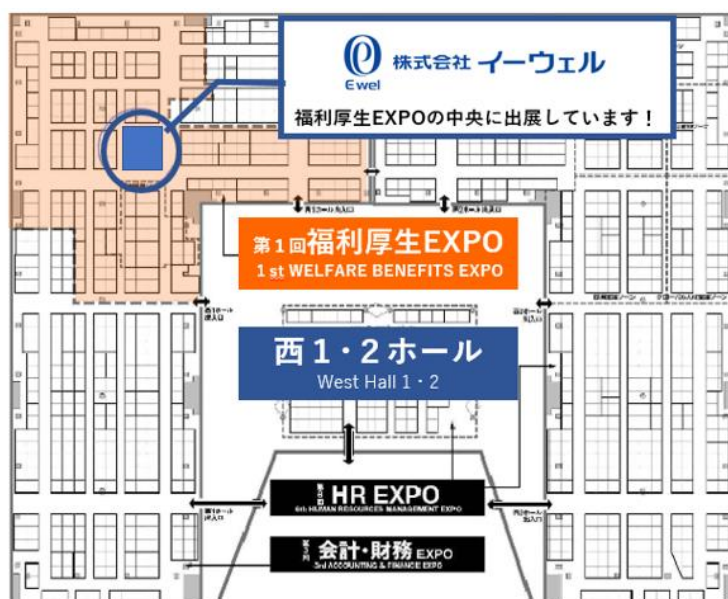 Ewel
株式会社 イーウェル
福利厚生EXPOの中央に出展しています！
第1回福利厚生EXPO
1st WELFARE BENEFITS EXPO
西1・2ホール
West Hall 1・2
HR EXPO
6th HUMAN RESOURCES MANAGEMENT EXPO
会計・財務 EXPO
3rd ACCOUNTING & FINANCE EXPO